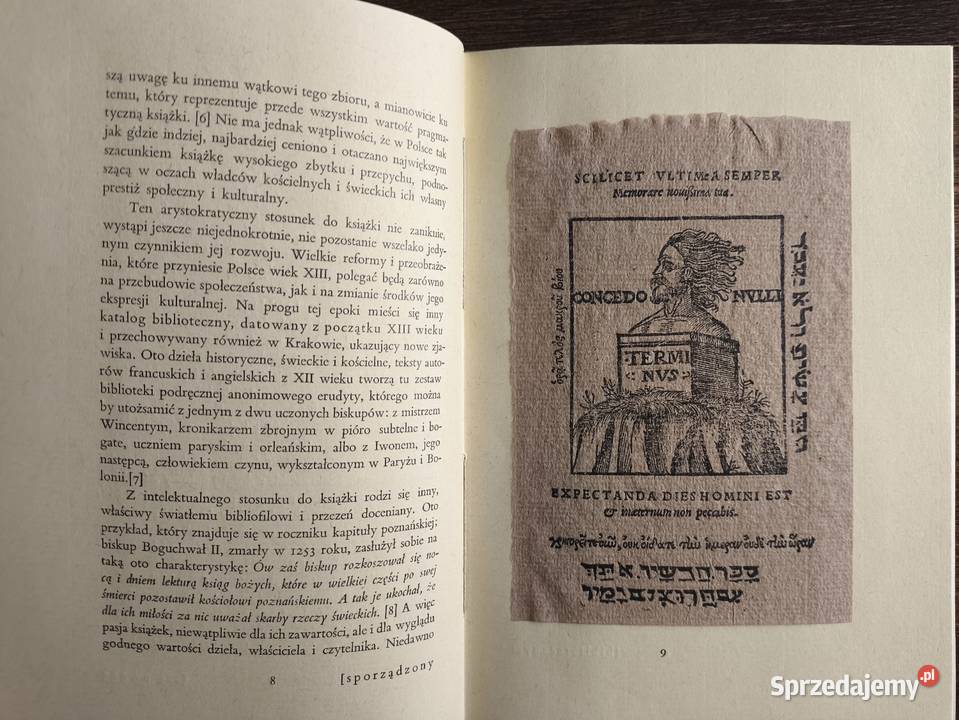 szą uwagę ku innemu wątkowi tego zbioru, a mianowicie ku
temu, który reprezentuje przede wszystkim wartość pragma-
tyczną książki. [6] Nie ma jednak wątpliwości, że w Polsce tak
jak gdzie indziej, najbardziej ceniono i otaczano największym
szacunkiem książkę wysokiego zbytku i przepychu, podno-
szącą w oczach władców kościelnych i świeckich ich własny
prestiż społeczny i kulturalny.
Ten arystokratyczny stosunek do książki nie zaniknie,
wystąpi jeszcze niejednokrotnie, nie pozostanie wszelako jedy-
nym czynnikiem jej rozwoju. Wielkie reformy i przeobraże-
nia, które przyniesie Polsce wiek XIII, polegać będą zarówno
na przebudowie społeczeństwa, jak i na zmianie środków jego
ekspresji kulturalnej. Na progu tej epoki mieści się inny
katalog biblioteczny, datowany z początku XIII wieku
i przechowywany również w Krakowie, ukazujący nowe zja-
wiska. Oto dzieła historyczne, świeckie i kościelne, teksty auto-
rów francuskich i angielskich z XII wieku tworzą tu zestaw
biblioteki podręcznej anonimowego erudyty, którego można
by utożsamić z jednym z dwu uczonych biskupów: z mistrzem
Wincentym, kronikarzem zbrojnym w pióro subtelne i bo-
gate, uczniem paryskim i orleańskim, albo z Iwonem, jego
następcą, człowiekiem czynu, wykształconym w Paryżu i Bo-
lonii.[7]
Z intelektualnego stosunku do książki rodzi się inny,
właściwy światłemu bibliofilowi i przezeń doceniany. Oto
przykład, który znajduje się w roczniku kapituły poznańskiej;
biskup Boguchwał II, zmarły w 1253 roku, zasłużył sobie na
taką oto charakterystykę: Ów zaś biskup rozkoszował się no-
cą i dniem lekturą ksiąg bożych, które w wielkiej części po swej
śmierci pozostawił kościołowi poznańskiemu. A tak je ukochał, że
dla ich miłości za nic uważał skarby rzeczy świeckich. [8] A więc
pasja książek, niewątpliwie dla ich zawartości, ale i dla wyglądu
godnego wartości dzieła, właściciela i czytelnika. Niedawno
8 [sporządzony
SCILICET VLTIMA SEMPER
Memorare nouissima tua.
CONCEDO NVLLI
TERMI
NVS
EXPECTANDA DIES HOMINI EST
& inæternum non peccabis.
9
Sprzedajemy.pl